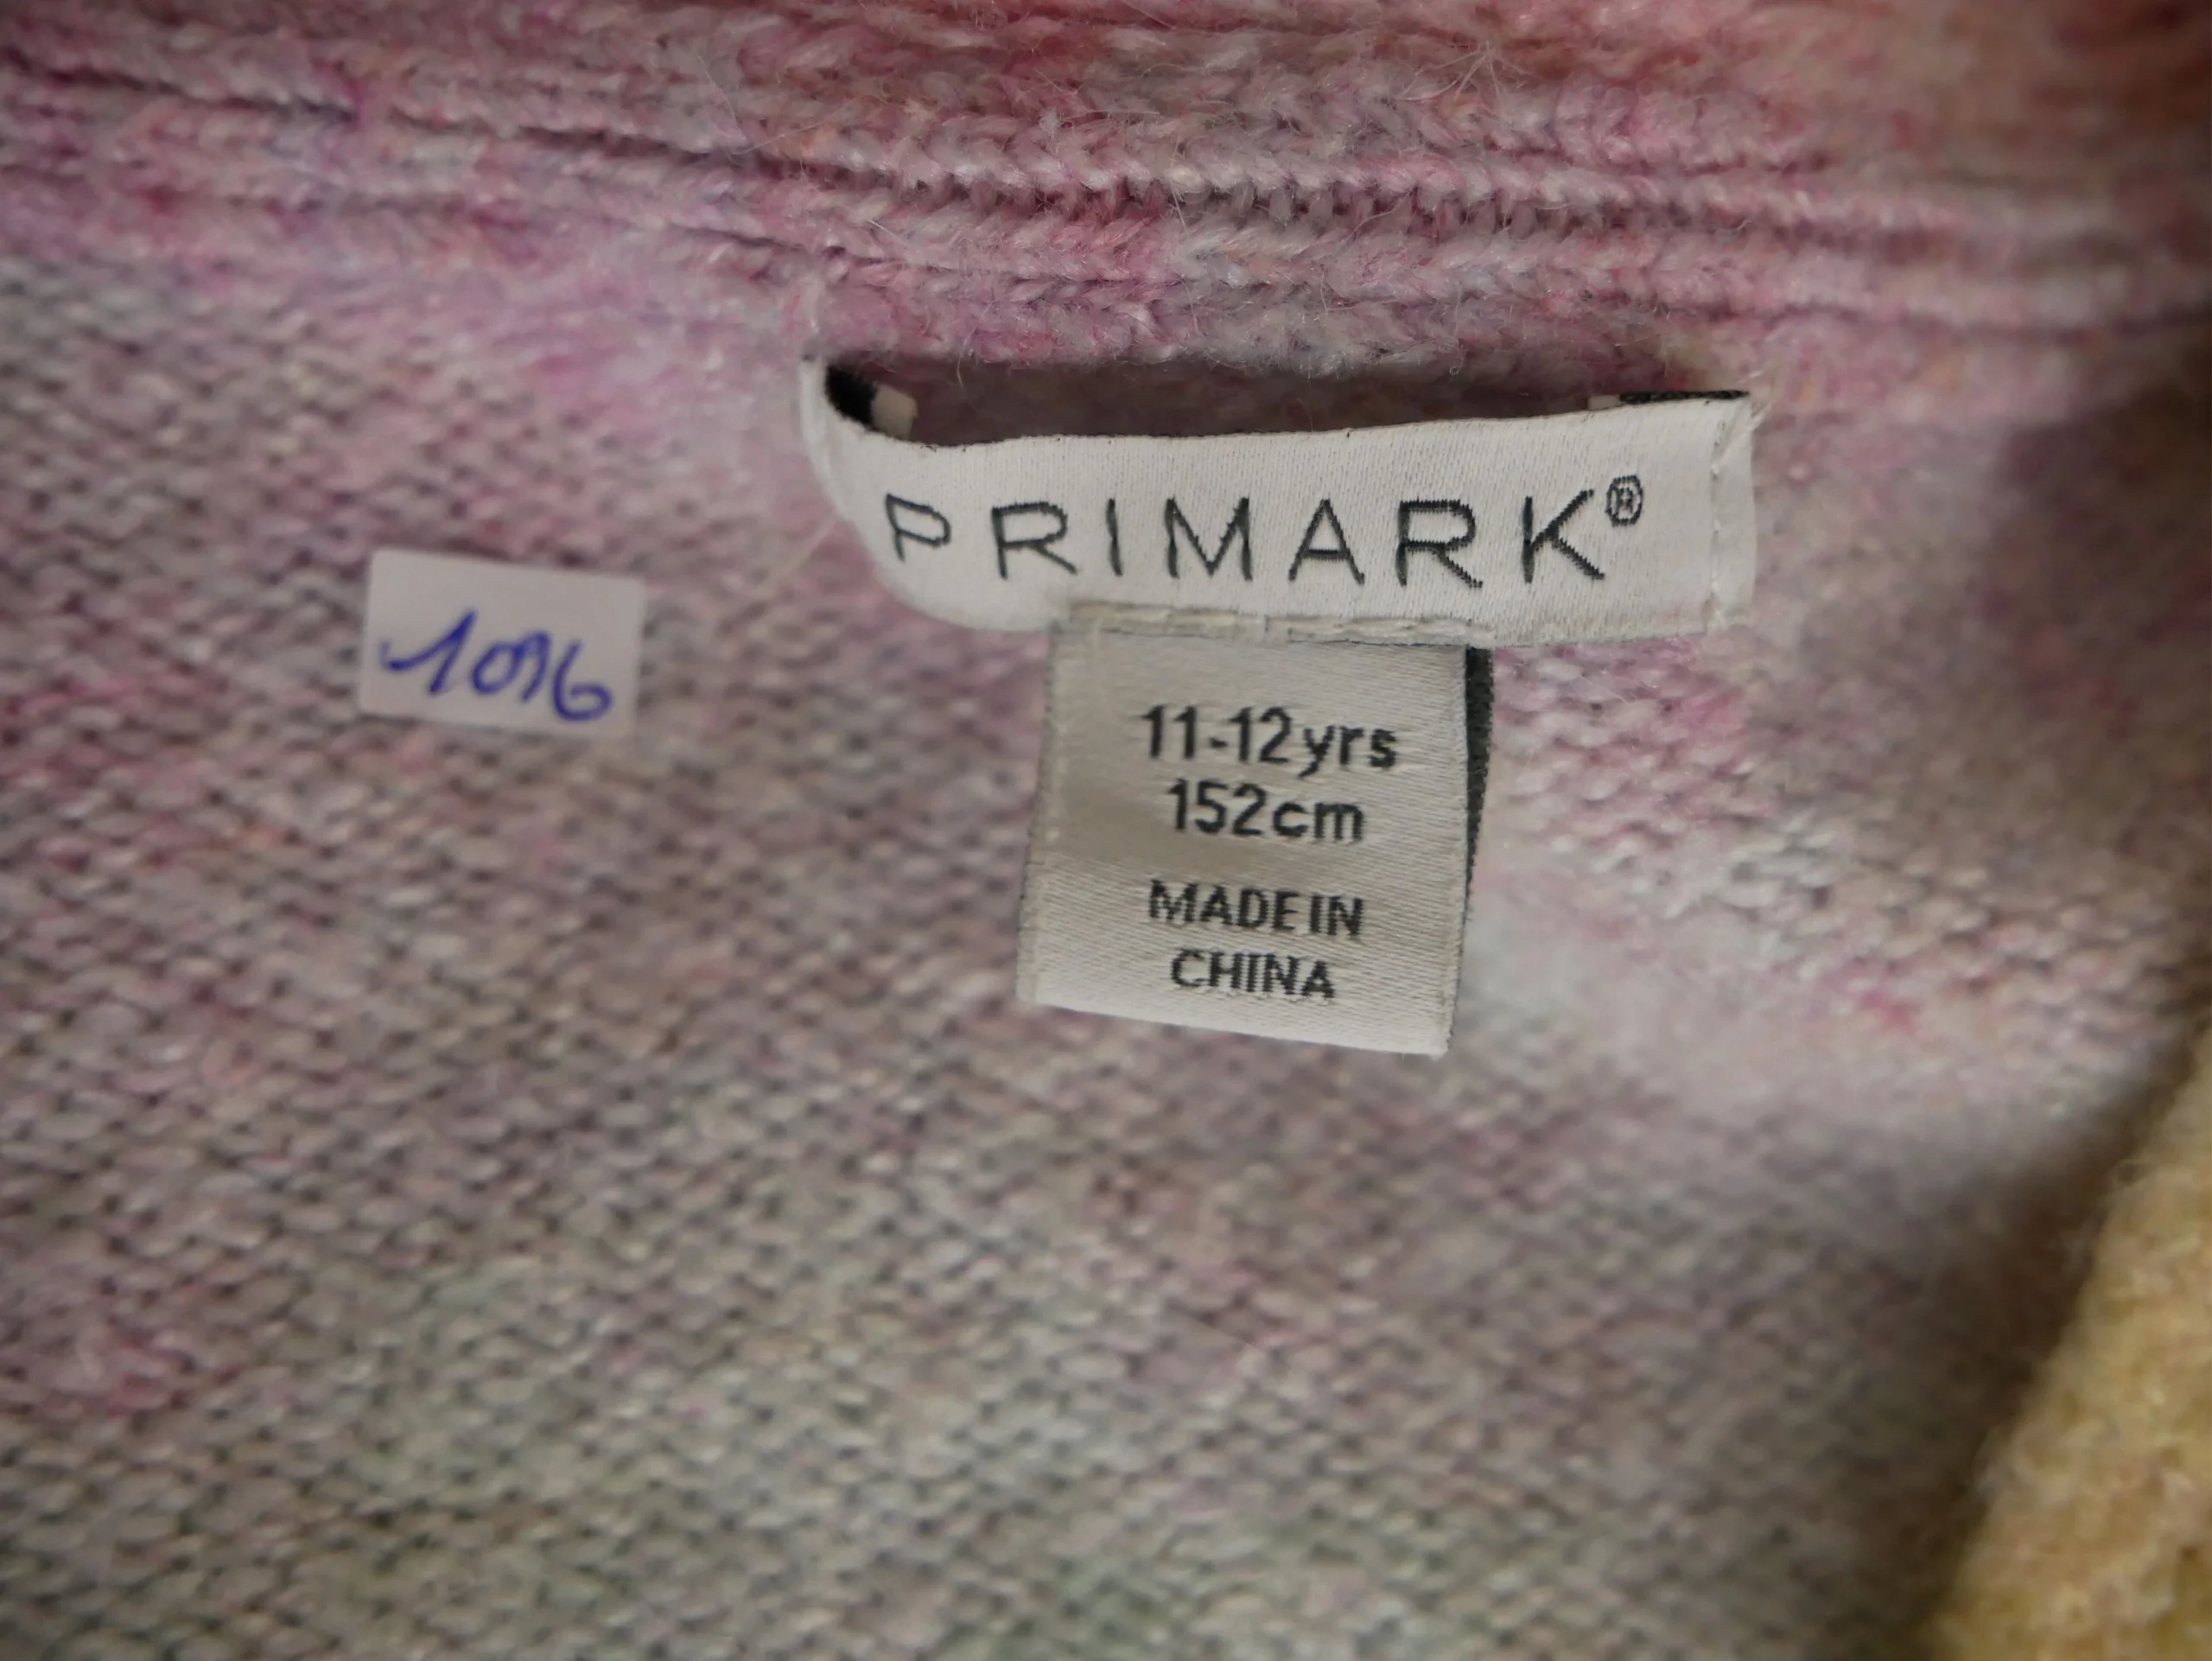 PRIMARK®
1096
11-12yrs
152cm
MADE IN
CHINA